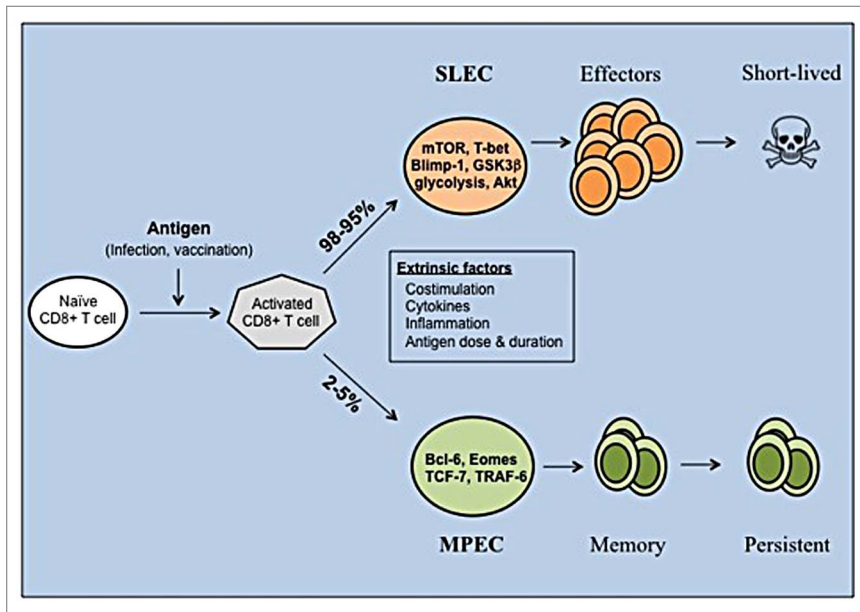 SLEC
Effectors
Short-lived
mTOR, T-bet
Blimp-1, GSK3β
glycolysis, Akt
98-95%
Antigen
(Infection, vaccination)
Extrinsic factors
Costimulation
Cytokines
Inflammation
Antigen dose & duration
Naïve
CD8+ T cell
Activated
CD8+ T cell
2-5%
Bcl-6, Eomes
TCF-7, TRAF-6
MPEC
Memory
Persistent